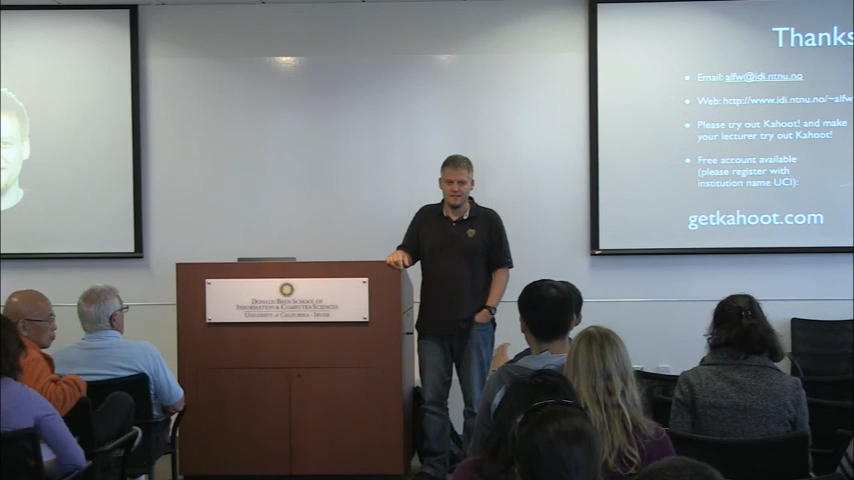 Thanks
Email: alfw@idi.ntnu.no
Web: http://www.idi.ntnu.no/~alfw
Please try out Kahoot! and make
your lecturer try out Kahoot!
Free account available
(please register with
institution name UCI):
getkahoot.com
Donald Bren School of
Information & Computer Sciences
University of California • Irvine